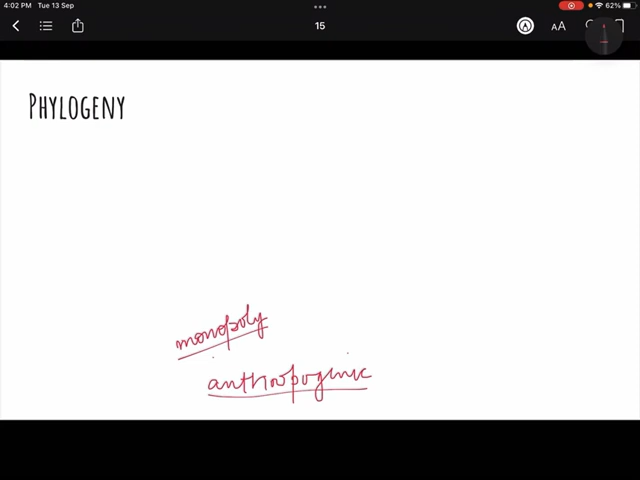 4:02 PM Tue 13 Sep
62%
15
AA
PHYLOGENY
monopoly
anthropogenic